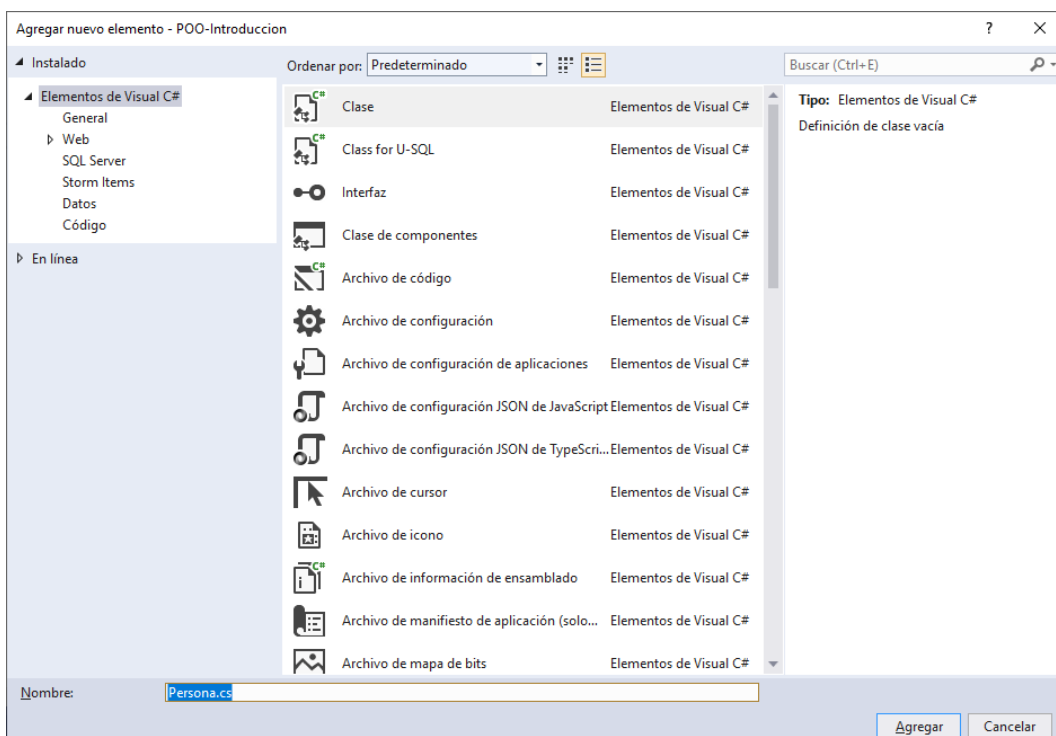 Agregar nuevo elemento - POO-Introduccion
Instalado
Ordenar por: Predeterminado
Buscar (Ctrl+E)
Elementos de Visual C#
General
Web
SQL Server
Storm Items
Datos
Código
En línea
Clase Elementos de Visual C#
Class for U-SQL Elementos de Visual C#
Interfaz Elementos de Visual C#
Clase de componentes Elementos de Visual C#
Archivo de código Elementos de Visual C#
Archivo de configuración Elementos de Visual C#
Archivo de configuración de aplicaciones Elementos de Visual C#
Archivo de configuración JSON de JavaScript Elementos de Visual C#
Archivo de configuración JSON de TypeScri... Elementos de Visual C#
Archivo de cursor Elementos de Visual C#
Archivo de icono Elementos de Visual C#
Archivo de información de ensamblado Elementos de Visual C#
Archivo de manifiesto de aplicación (solo... Elementos de Visual C#
Archivo de mapa de bits Elementos de Visual C#
Tipo: Elementos de Visual C#
Definición de clase vacía
Nombre: Persona.cs
Agregar Cancelar